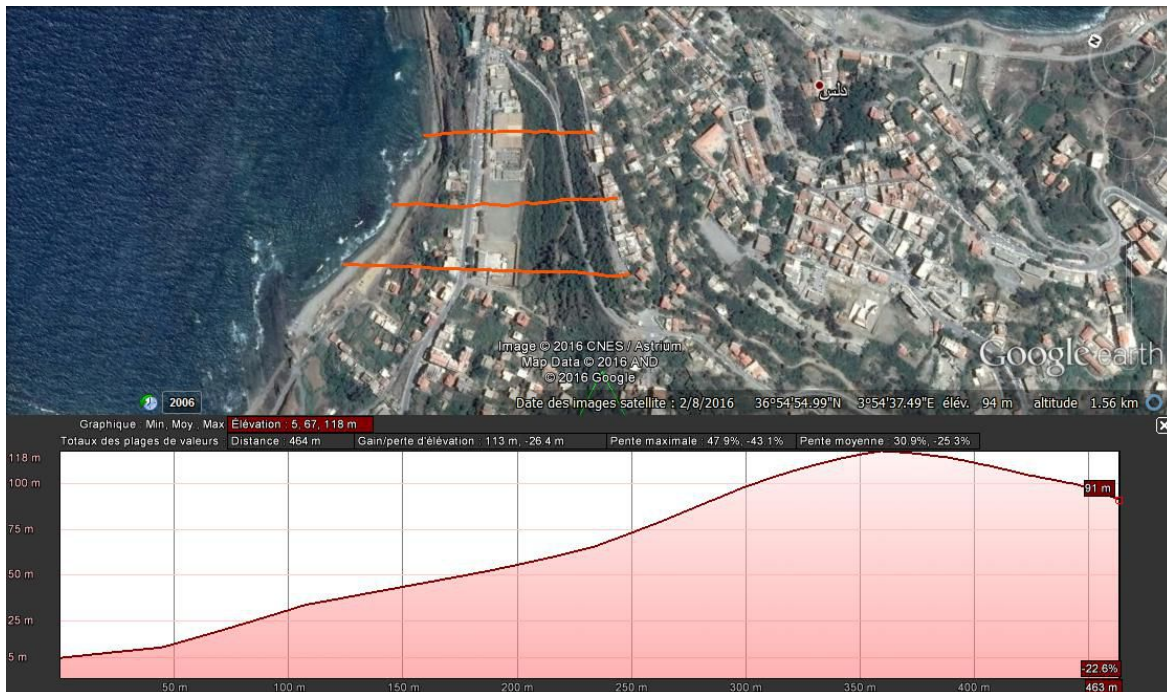 N
دلس
Image © 2016 CNES / Astrium
Map Data © 2016 AND
© 2016 Google
Google earth
2006
Date des images satellite : 2/8/2016 36°54'54.99"N 3°54'37.49"E élév. 94 m altitude 1.56 km
Graphique : Min, Moy., Max Élévation : 5, 67, 118 m
Totaux des plages de valeurs : Distance : 464 m Gain/perte d'élévation : 113 m, -26.4 m Pente maximale : 47.9%, -43.1% Pente moyenne : 30.9%, -25.3%
118 m
100 m
91 m
75 m
50 m
25 m
5 m
-22.6%
50 m 100 m 150 m 200 m 250 m 300 m 350 m 400 m 463 m